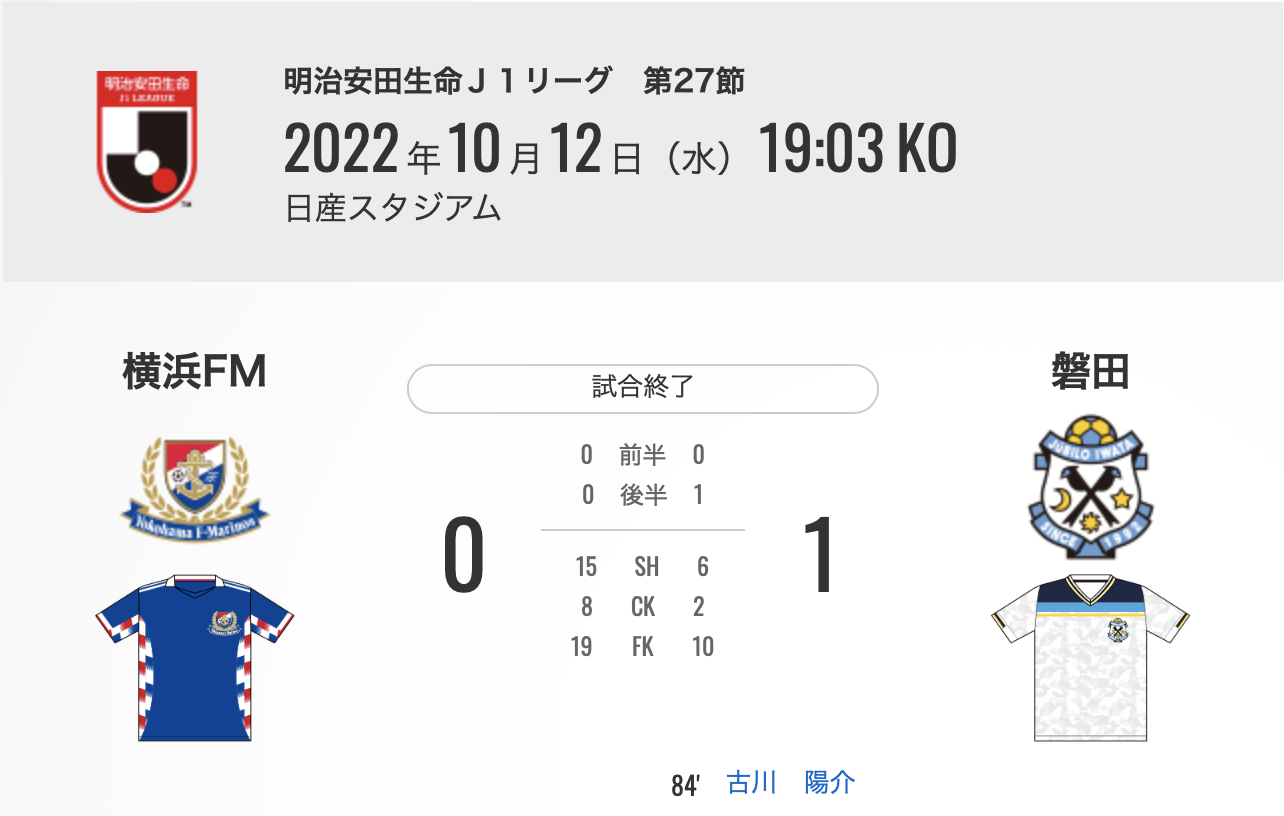 明治安田生命
J1 LEAGUE
TM
明治安田生命Ｊ１リーグ　第27節
2022年10月12日（水） 19:03 KO
日産スタジアム
横浜FM
磐田
試合終了
0 前半 0
0 後半 1
0
1
15 SH 6
8 CK 2
19 FK 10
Yokohama F·Marinos
JÚBILO IWATA
SINCE 1992
84' 古川　陽介